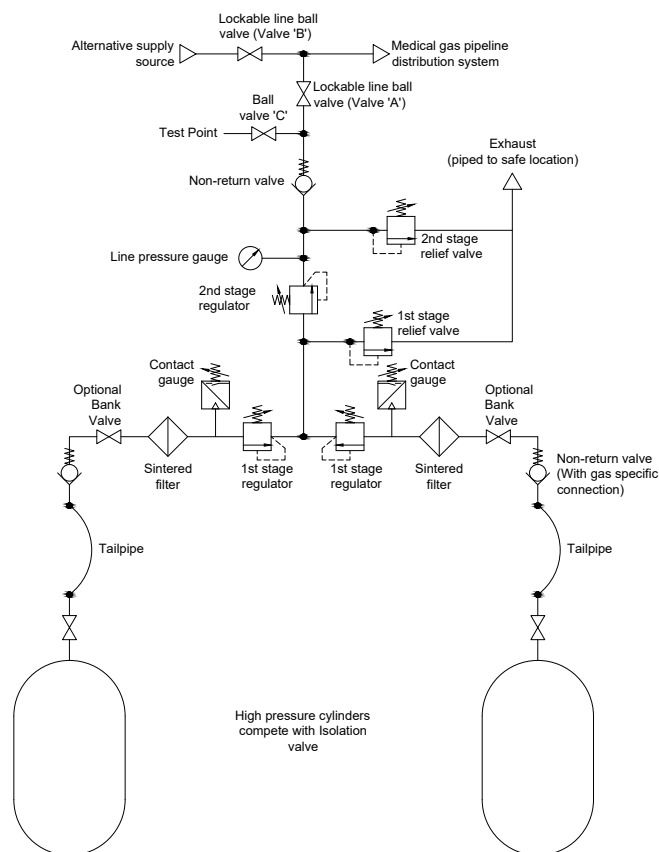 Lockable line ball
valve (Valve 'B')
Alternative supply
source
Medical gas pipeline
distribution system
Lockable line ball
valve (Valve 'A')
Ball
valve 'C'
Test Point
Exhaust
(piped to safe location)
Non-return valve
2nd stage
relief valve
Line pressure gauge
2nd stage
regulator
1st stage
relief valve
Contact
gauge
Contact
gauge
Optional
Bank
Valve
Optional
Bank
Valve
Sintered
filter
1st stage
regulator
1st stage
regulator
Sintered
filter
Non-return valve
(With gas specific
connection)
Tailpipe
Tailpipe
High pressure cylinders
compete with Isolation
valve